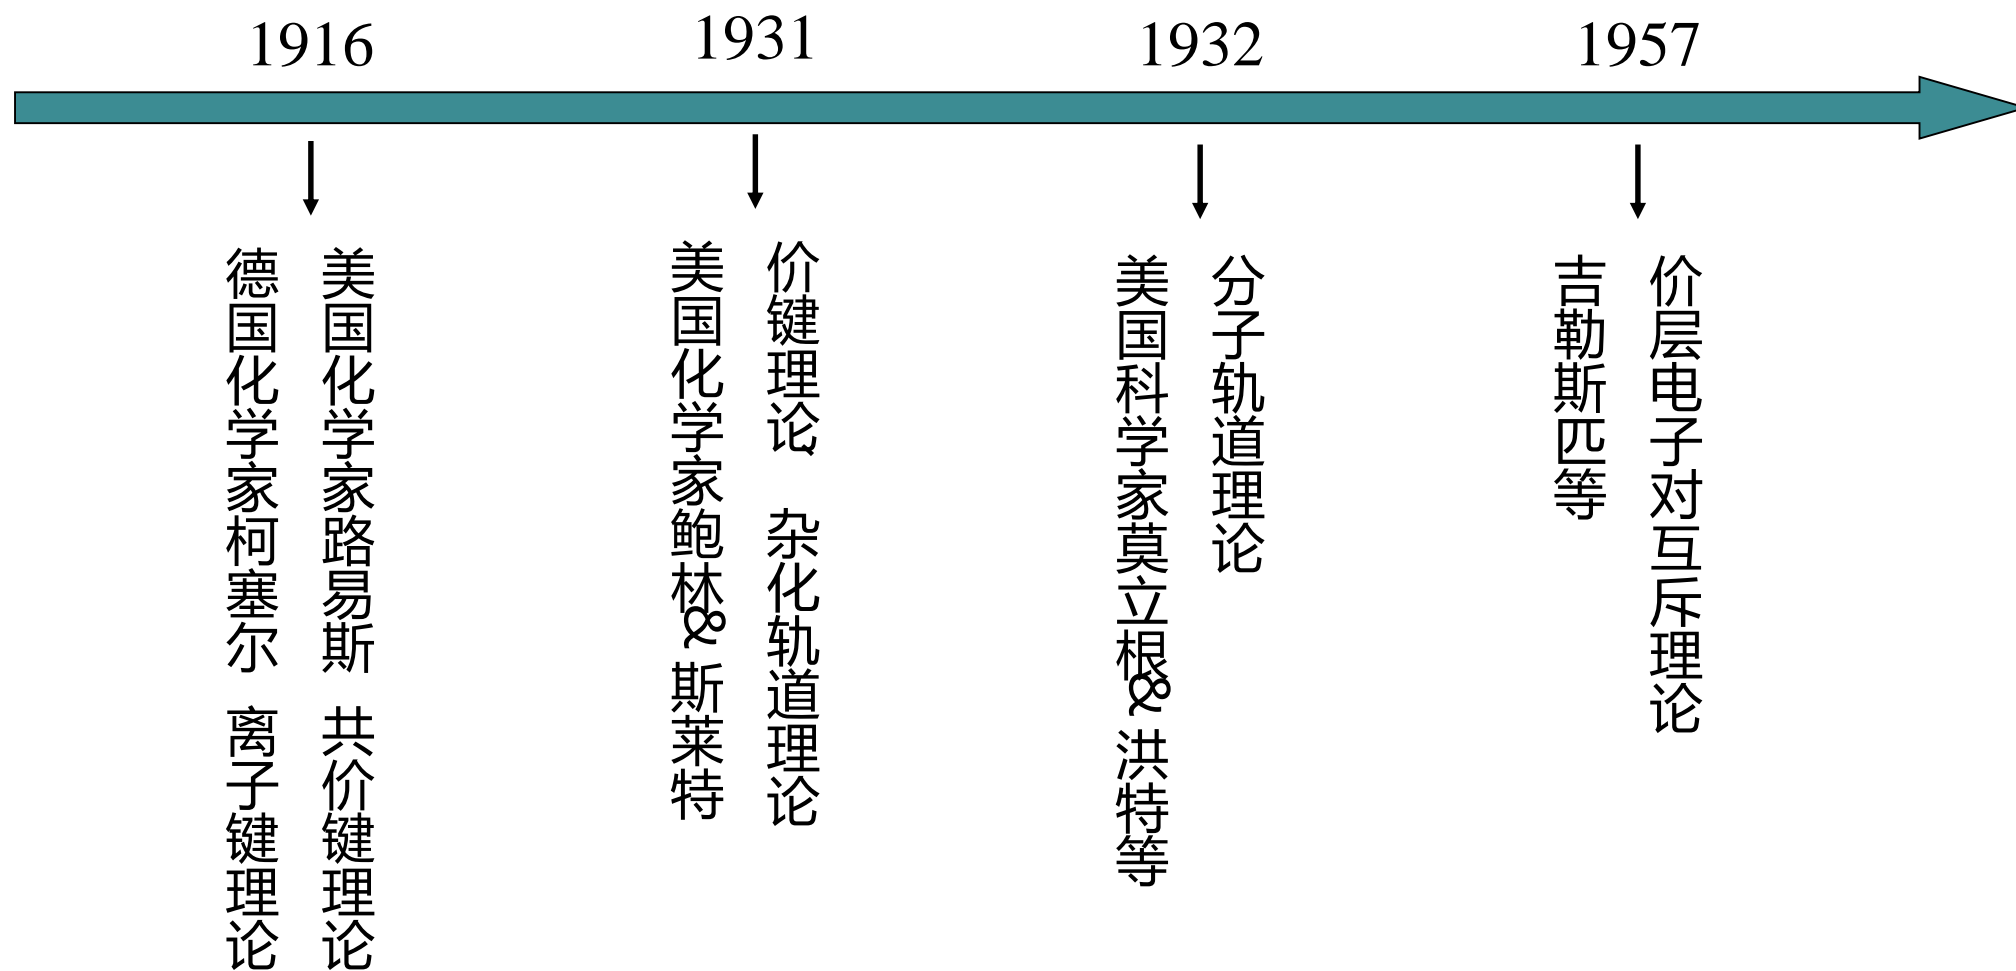 1916
1931
1932
1957
美国化学家路易斯 共价键理论
德国化学家柯塞尔 离子键理论
价键理论、杂化轨道理论
美国化学家鲍林&斯莱特
分子轨道理论
美国科学家莫立根&洪特等
价层电子对互斥理论
吉勒斯匹等